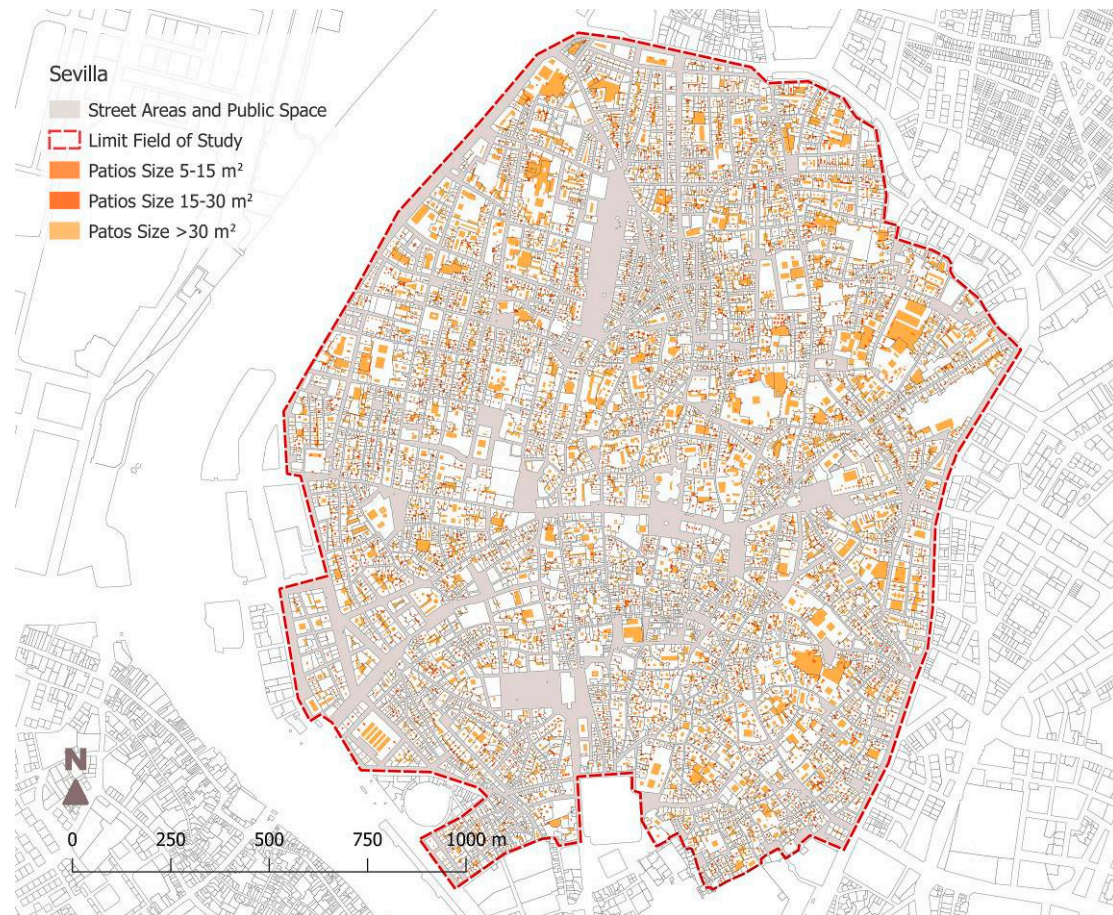 Sevilla
Street Areas and Public Space
Limit Field of Study
Patios Size 5-15 m²
Patios Size 15-30 m²
Patos Size >30 m²
N
0 250 500 750 1000 m